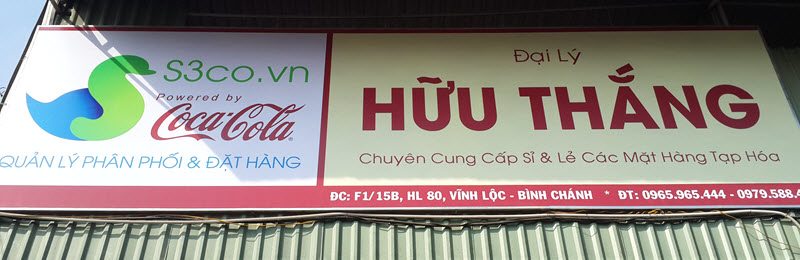 S3co.vn
Powered by
Coca-Cola
QUẢN LÝ PHÂN PHỐI & ĐẶT HÀNG
Đại Lý
HỮU THẮNG
Chuyên Cung Cấp Sỉ & Lẻ Các Mặt Hàng Tạp Hóa
ĐC: F1/15B, HL 80, VĨNH LỘC - BÌNH CHÁNH * ĐT: 0965.965.444 - 0979.588.4